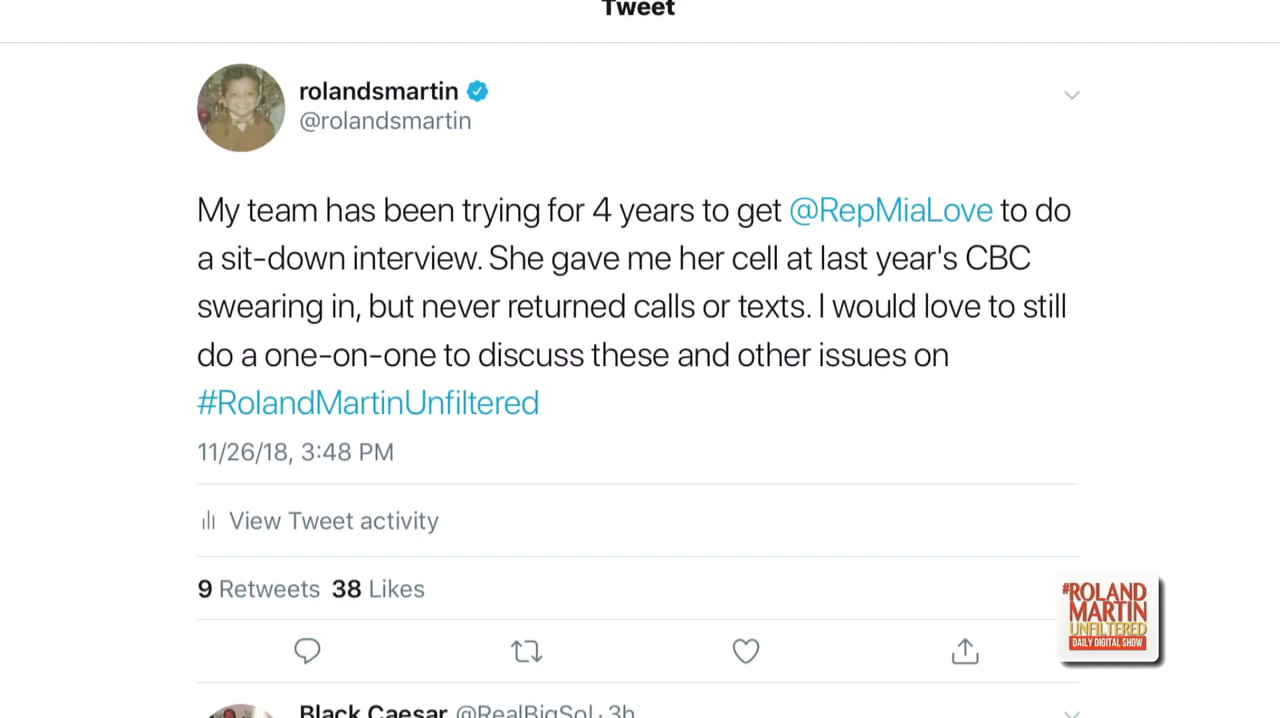 Tweet
rolandsmartin
@rolandsmartin
My team has been trying for 4 years to get @RepMiaLove to do
a sit-down interview. She gave me her cell at last year's CBC
swearing in, but never returned calls or texts. I would love to still
do a one-on-one to discuss these and other issues on
#RolandMartinUnfiltered
11/26/18, 3:48 PM
View Tweet activity
9 Retweets 38 Likes
#ROLAND
MARTIN
UNFILTERED
DAILY DIGITAL SHOW
Black Caesar @RealBigSol · 3h